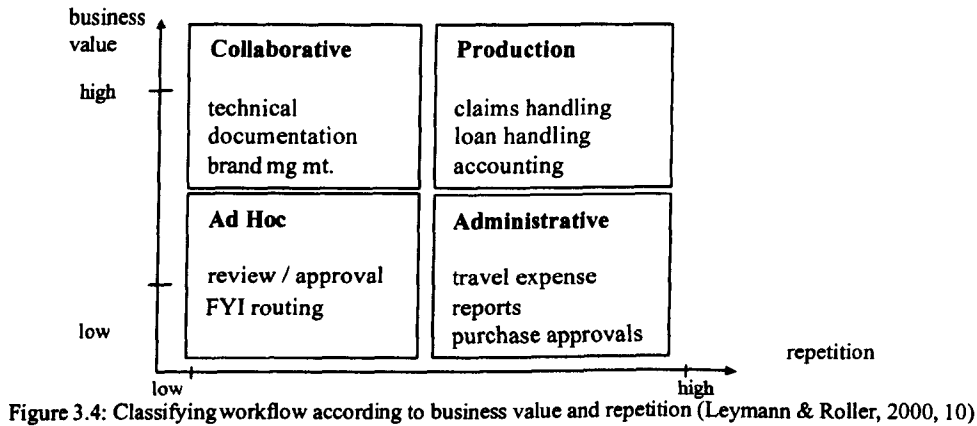 business
value
high
low
Collaborative
technical
documentation
brand mg mt.
Production
claims handling
loan handling
accounting
Ad Hoc
review / approval
FYI routing
Administrative
travel expense
reports
purchase approvals
repetition
low
high
Figure 3.4: Classifying workflow according to business value and repetition (Leymann & Roller, 2000, 10)